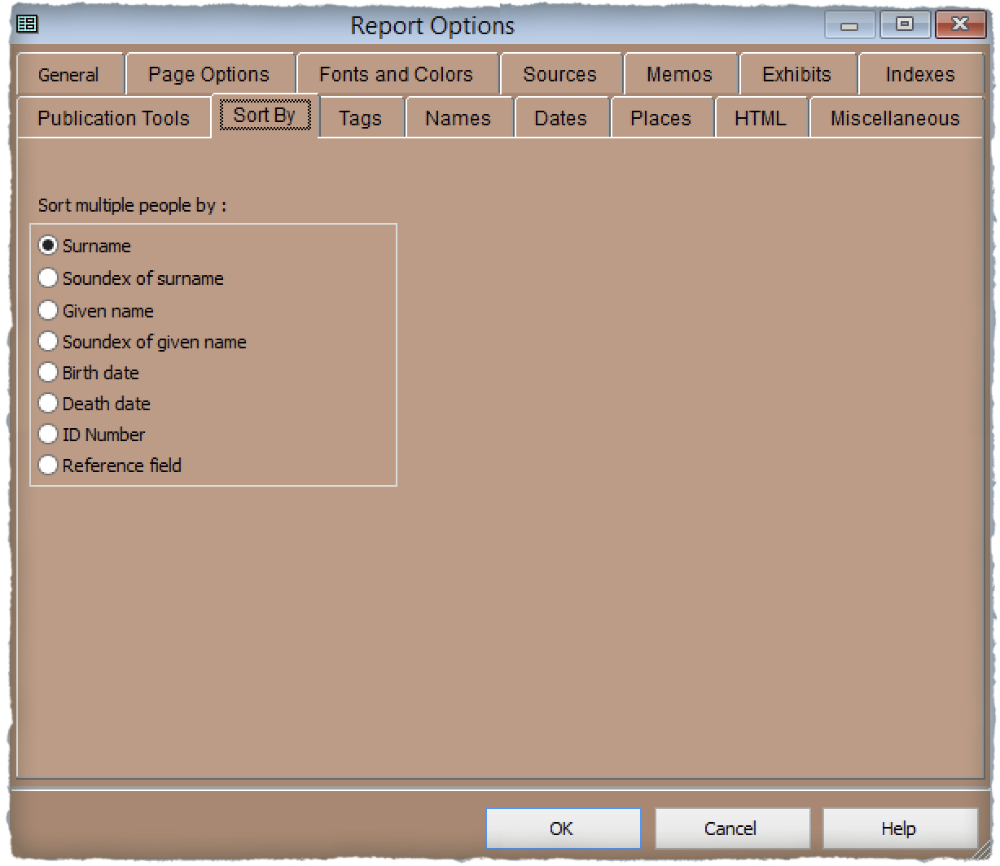 Report Options
General Page Options Fonts and Colors Sources Memos Exhibits Indexes
Publication Tools Sort By Tags Names Dates Places HTML Miscellaneous
Sort multiple people by :
Surname
Soundex of surname
Given name
Soundex of given name
Birth date
Death date
ID Number
Reference field
OK Cancel Help